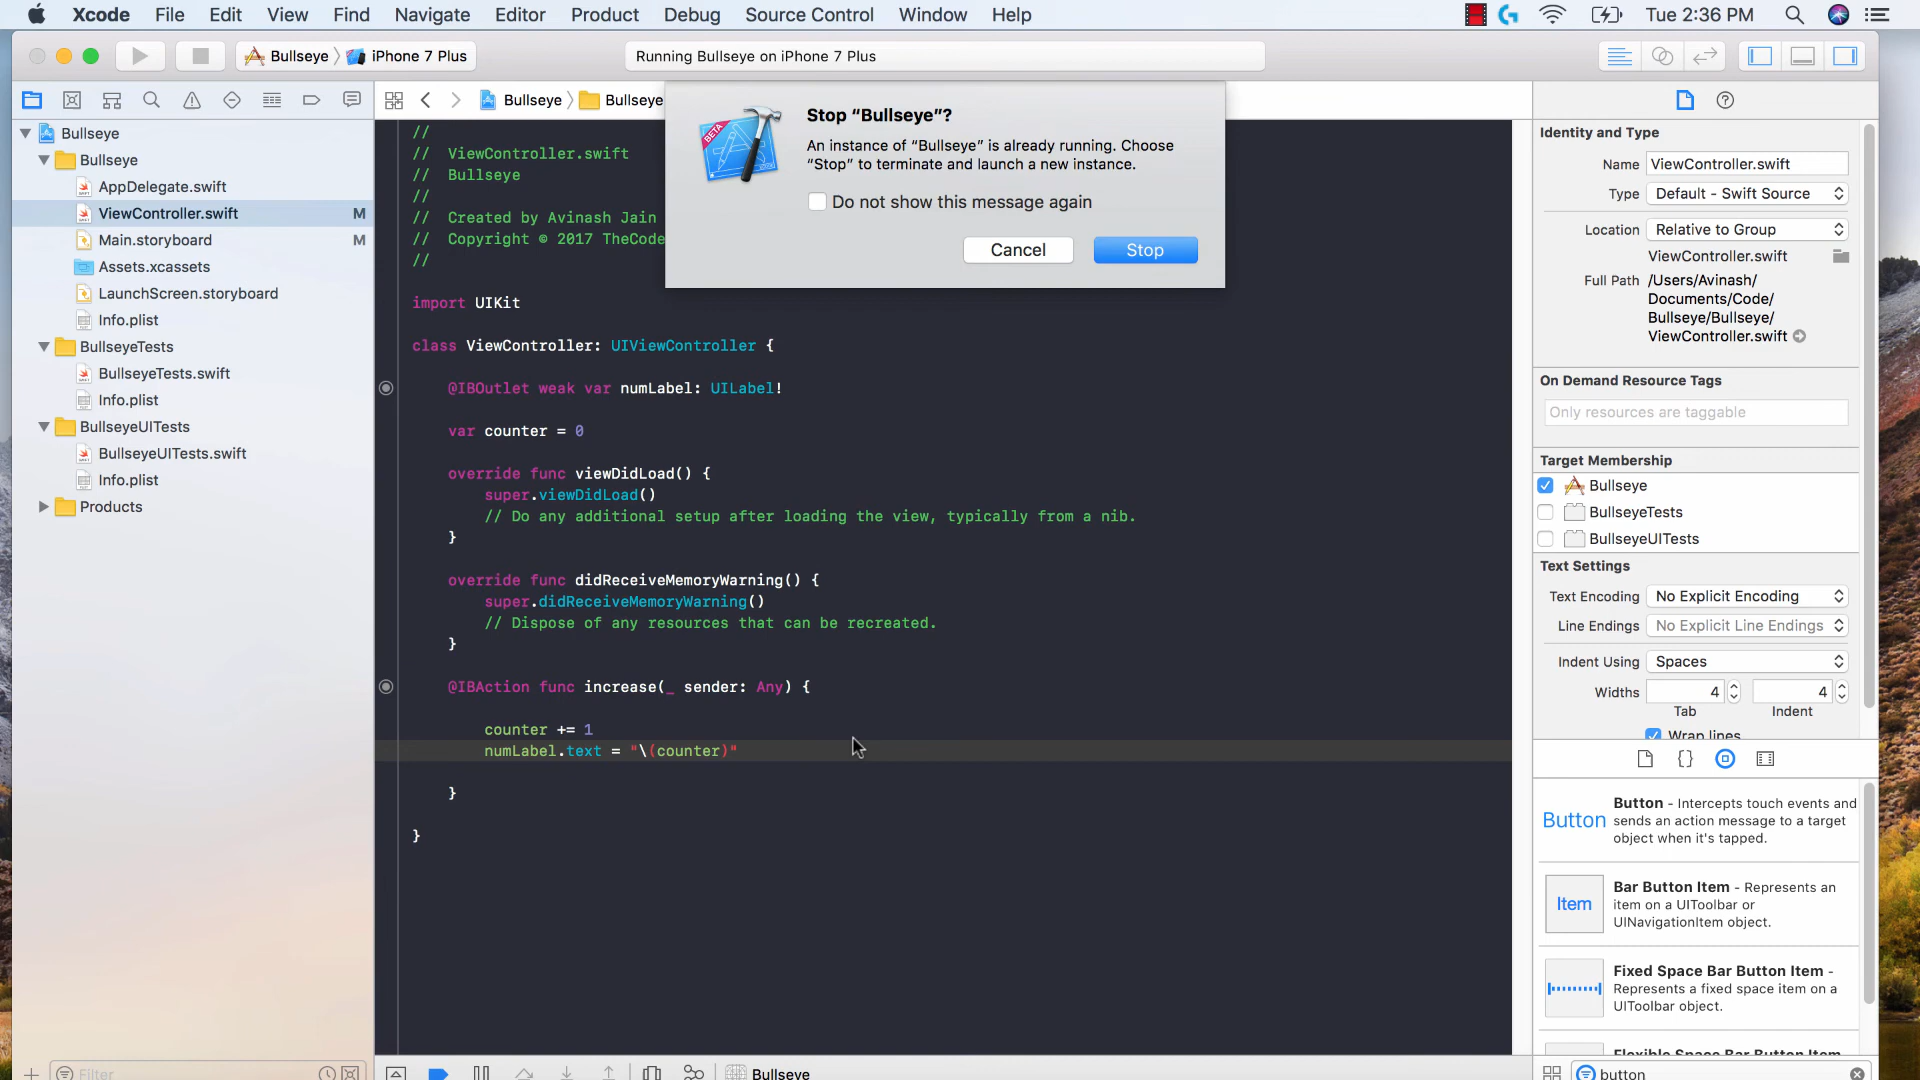 Xcode File Edit View Find Navigate Editor Product Debug Source Control Window Help
Tue 2:36 PM
Bullseye iPhone 7 Plus
Running Bullseye on iPhone 7 Plus
Bullseye
Bullseye
AppDelegate.swift
ViewController.swift M
Main.storyboard M
Assets.xcassets
LaunchScreen.storyboard
Info.plist
BullseyeTests
BullseyeTests.swift
Info.plist
BullseyeUITests
BullseyeUITests.swift
Info.plist
Products
Filter
Bullseye Bullseye
BETA
Stop “Bullseye”?
An instance of “Bullseye” is already running. Choose
“Stop” to terminate and launch a new instance.
Do not show this message again
Cancel Stop
//
// ViewController.swift
// Bullseye
//
// Created by Avinash Jain
// Copyright © 2017 TheCode
//
import UIKit
class ViewController: UIViewController {
@IBOutlet weak var numLabel: UILabel!
var counter = 0
override func viewDidLoad() {
super.viewDidLoad()
// Do any additional setup after loading the view, typically from a nib.
}
override func didReceiveMemoryWarning() {
super.didReceiveMemoryWarning()
// Dispose of any resources that can be recreated.
}
@IBAction func increase(_ sender: Any) {
counter += 1
numLabel.text = "\(counter)"
}
}
Bullseye
Identity and Type
Name ViewController.swift
Type Default - Swift Source
Location Relative to Group
ViewController.swift
Full Path /Users/Avinash/
Documents/Code/
Bullseye/Bullseye/
ViewController.swift
On Demand Resource Tags
Only resources are taggable
Target Membership
Bullseye
BullseyeTests
BullseyeUITests
Text Settings
Text Encoding No Explicit Encoding
Line Endings No Explicit Line Endings
Indent Using Spaces
Widths 4 4
Tab Indent
Wrap lines
Button Button - Intercepts touch events and
sends an action message to a target
object when it's tapped.
Item Bar Button Item - Represents an
item on a UIToolbar or
UINavigationItem object.
Fixed Space Bar Button Item -
Represents a fixed space item on a
UIToolbar object.
Flexible Space Bar Button Item
button